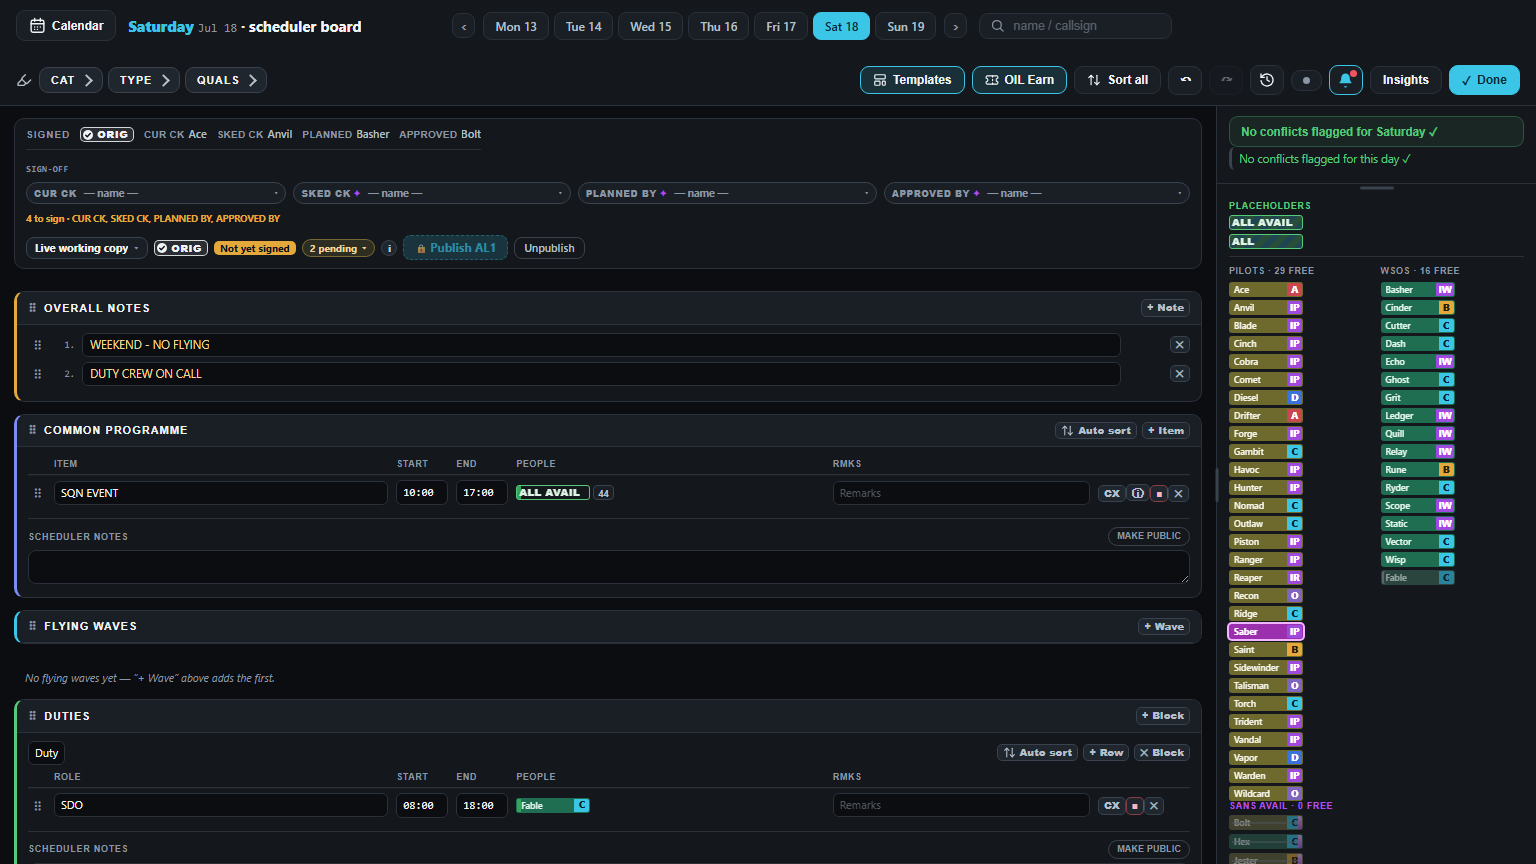 Calendar
Saturday Jul 18 · scheduler board
‹ Mon 13 Tue 14 Wed 15 Thu 16 Fri 17 Sat 18 Sun 19 ›
name / callsign
CAT TYPE QUALS
Templates OIL Earn Sort all Insights ✓ Done
SIGNED ORIG CUR CK Ace SKED CK Anvil PLANNED Basher APPROVED Bolt
SIGN-OFF
CUR CK — name — SKED CK ✦ — name — PLANNED BY ✦ — name — APPROVED BY ✦ — name —
4 to sign · CUR CK, SKED CK, PLANNED BY, APPROVED BY
Live working copy ORIG Not yet signed 2 pending i Publish AL1 Unpublish
OVERALL NOTES + Note
1. WEEKEND - NO FLYING ✕
2. DUTY CREW ON CALL ✕
COMMON PROGRAMME Auto sort + Item
ITEM START END PEOPLE RMKS
SQN EVENT 10:00 17:00 ALL AVAIL 44 Remarks CX ✕
SCHEDULER NOTES MAKE PUBLIC
FLYING WAVES + Wave
No flying waves yet — "+ Wave" above adds the first.
DUTIES + Block
Duty Auto sort + Row ✕ Block
ROLE START END PEOPLE RMKS
SDO 08:00 18:00 Fable C Remarks CX ✕
SCHEDULER NOTES MAKE PUBLIC
No conflicts flagged for Saturday ✓
No conflicts flagged for this day ✓
PLACEHOLDERS
ALL AVAIL
ALL
PILOTS · 29 FREE
Ace A
Anvil IP
Blade IP
Cinch IP
Cobra IP
Comet IP
Diesel D
Drifter A
Forge IP
Gambit C
Havoc IP
Hunter IP
Nomad C
Outlaw C
Piston IP
Ranger IP
Reaper IR
Recon O
Ridge C
Saber IP
Saint B
Sidewinder IP
Talisman O
Torch C
Trident IP
Vandal IP
Vapor D
Warden IP
Wildcard O
WSOS · 16 FREE
Basher IW
Cinder B
Cutter C
Dash C
Echo IW
Ghost C
Grit C
Ledger IW
Quill IW
Relay IW
Rune B
Ryder C
Scope IW
Static IW
Vector C
Wisp C
Fable C
SANS AVAIL · 0 FREE
Bolt C
Hex C
Jester B